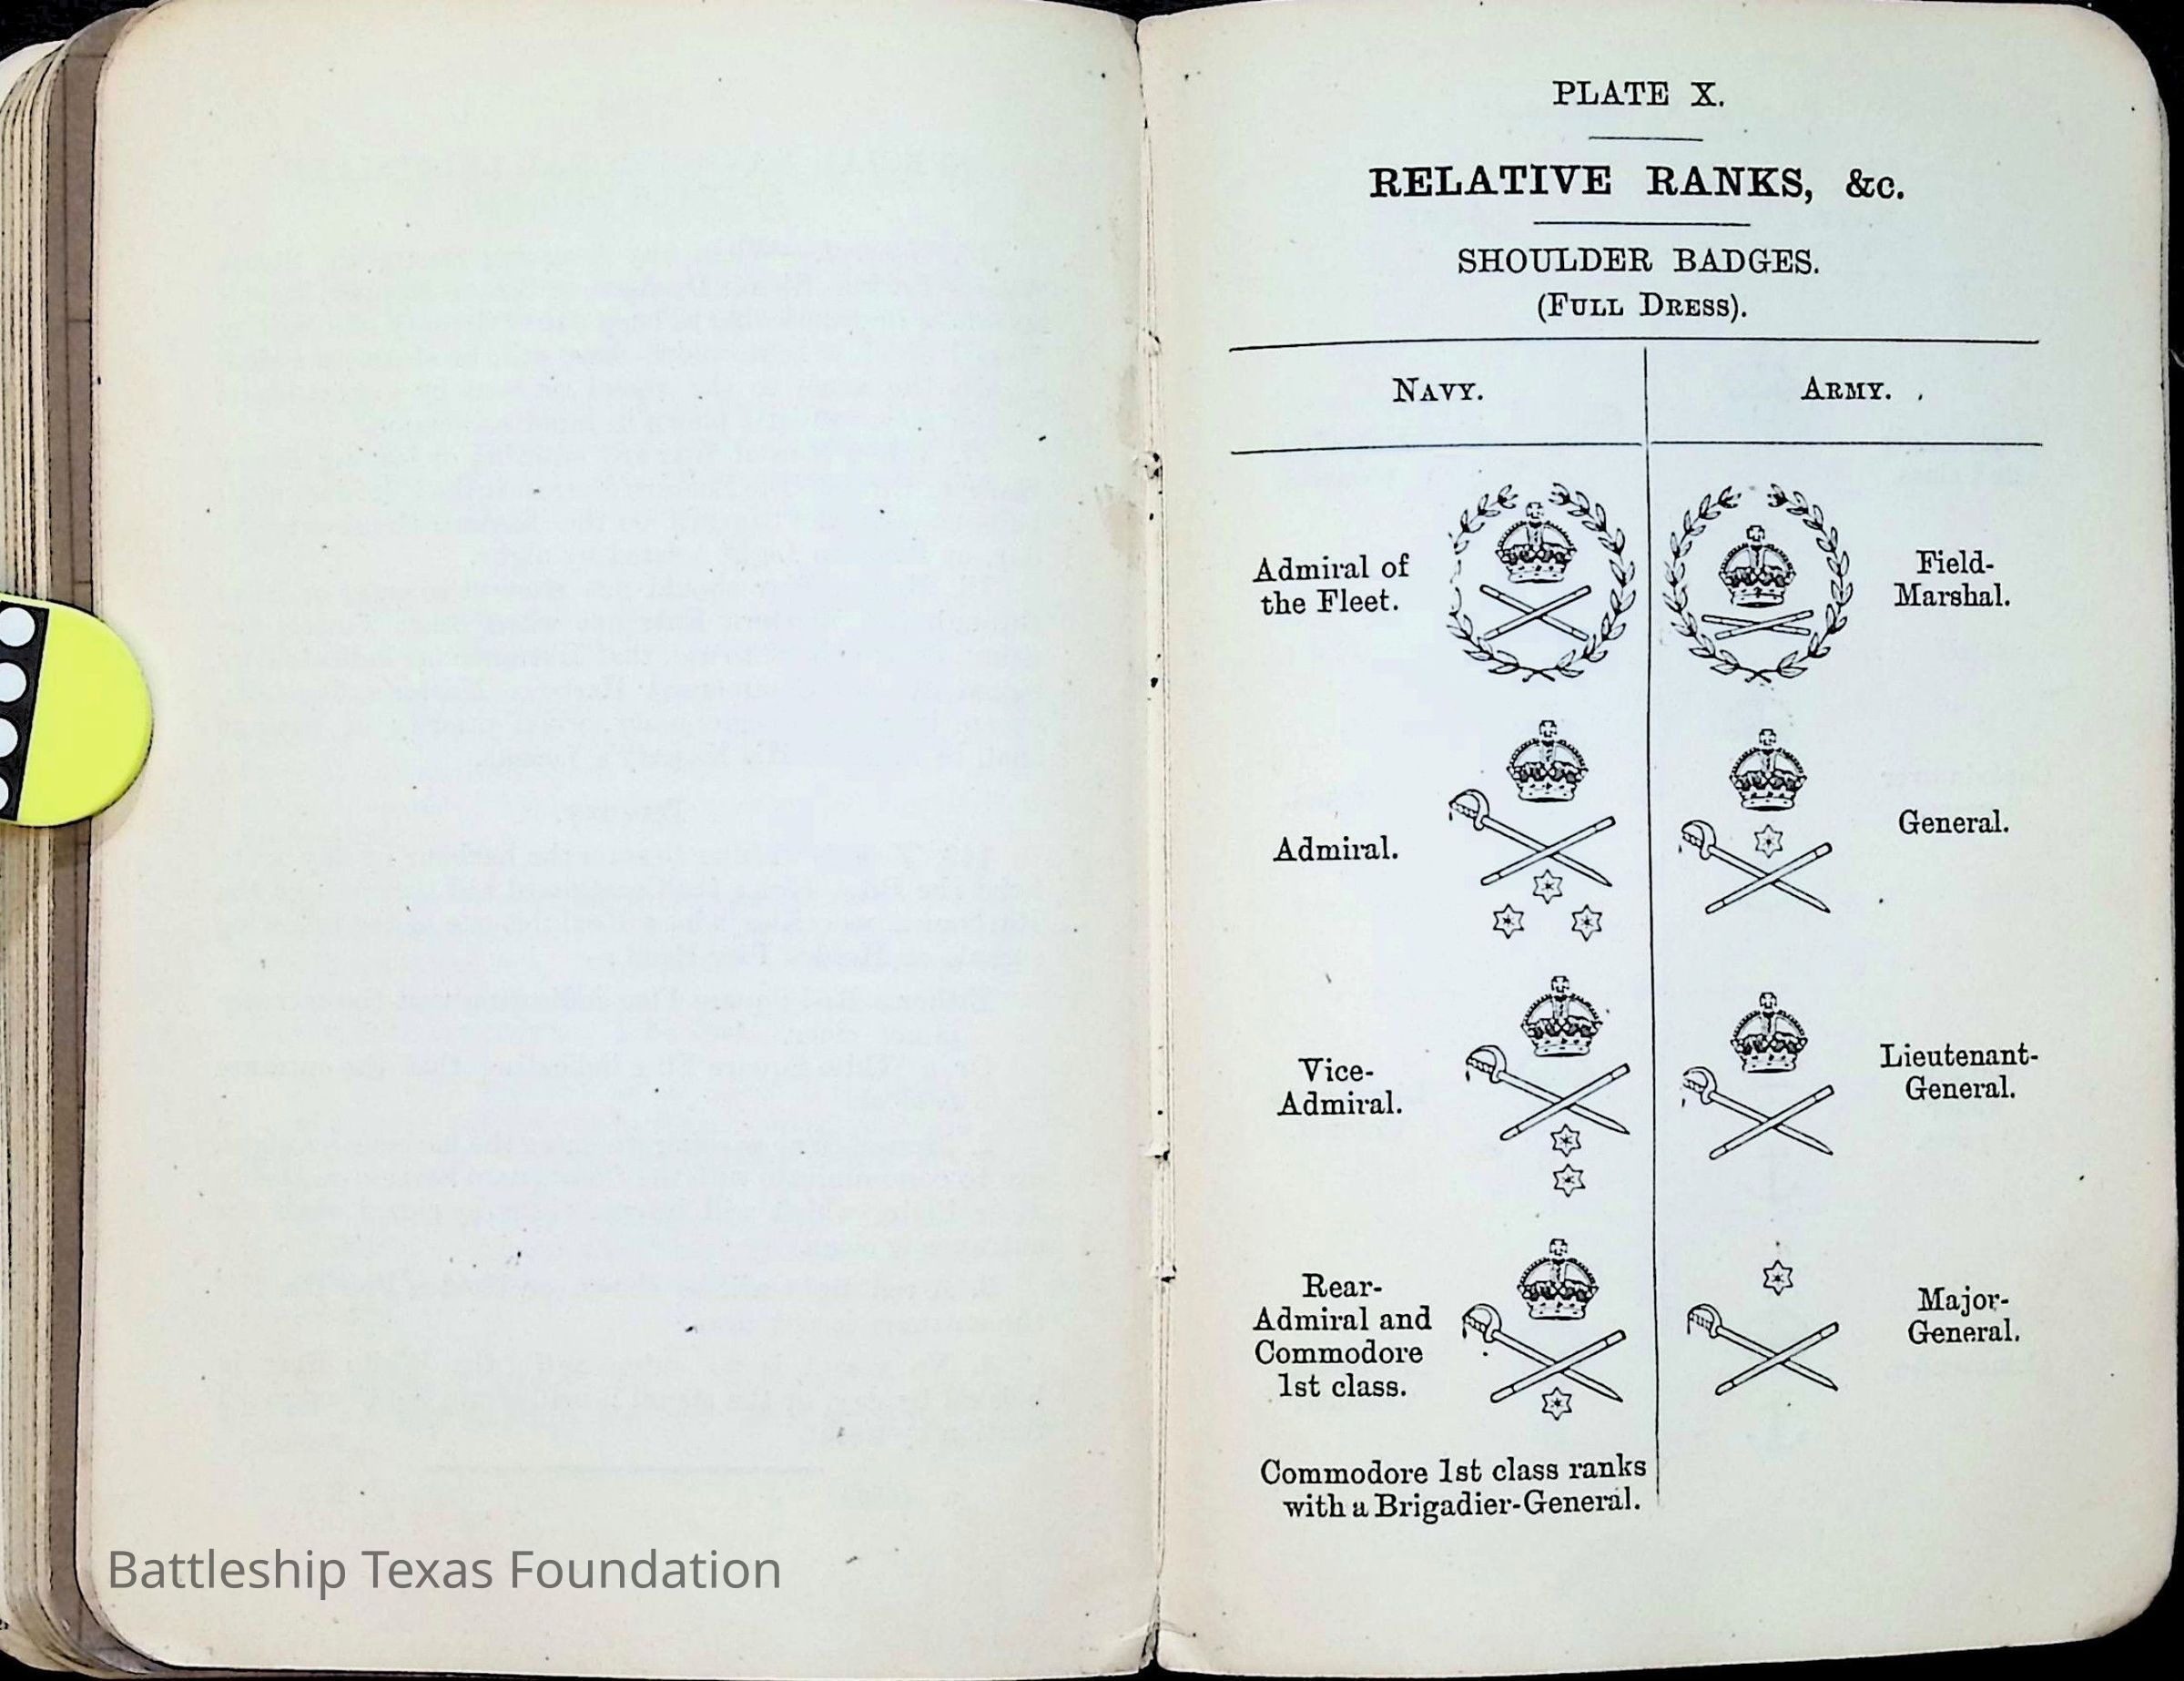 PLATE X.
RELATIVE RANKS, &c.
SHOULDER BADGES.
(FULL DRESS).
NAVY.
ARMY.
Admiral of
the Fleet.
Field-
Marshal.
Admiral.
General.
Vice-
Admiral.
Lieutenant-
General.
Rear-
Admiral and
Commodore
1st class.
Major-
General.
Commodore 1st class ranks
with a Brigadier-General.
Battleship Texas Foundation